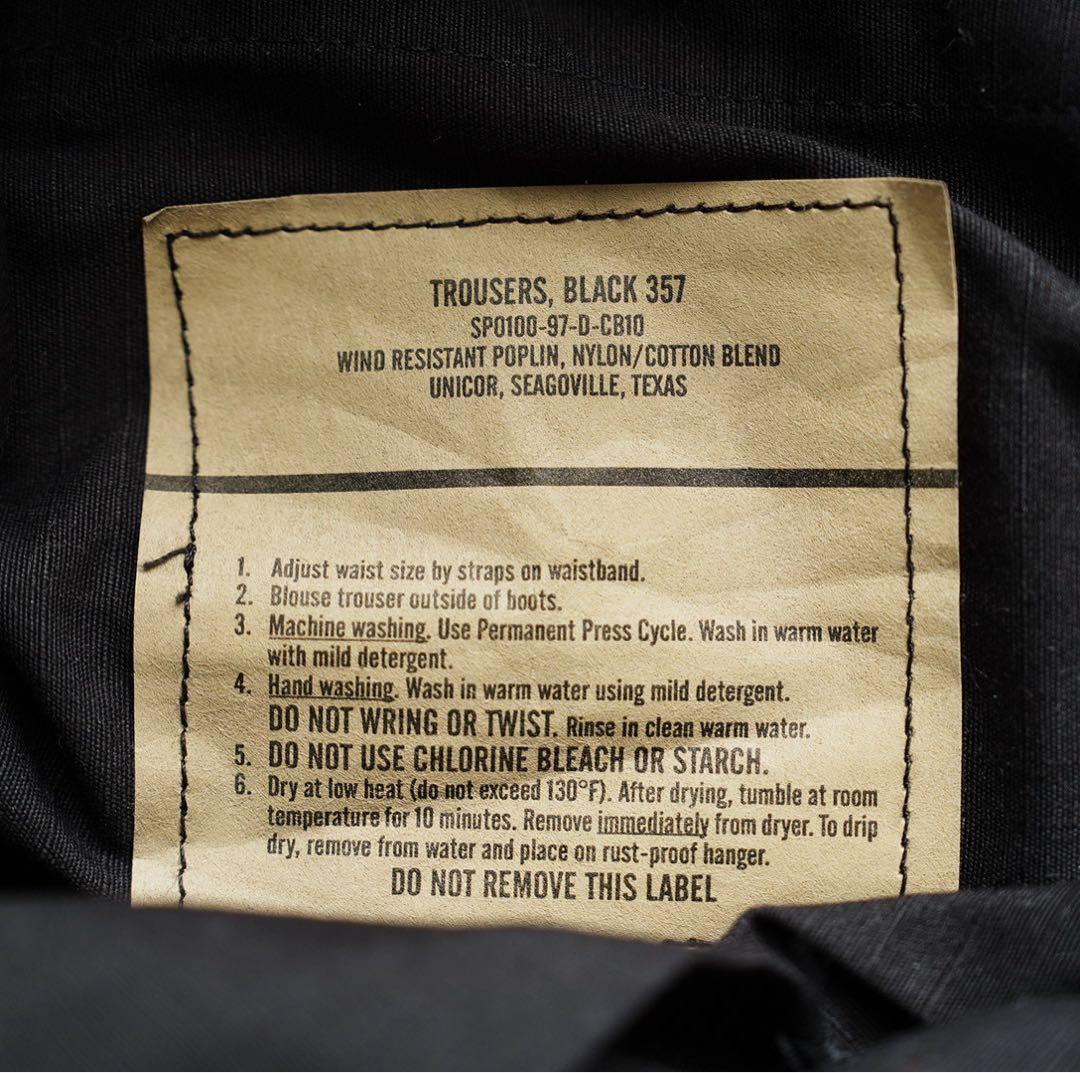 TROUSERS, BLACK 357
SP0100-97-D-CB10
WIND RESISTANT POPLIN, NYLON/COTTON BLEND
UNICOR, SEAGOVILLE, TEXAS
1. Adjust waist size by straps on waistband.
2. Blouse trouser outside of boots.
3. Machine washing. Use Permanent Press Cycle. Wash in warm water
with mild detergent.
4. Hand washing. Wash in warm water using mild detergent.
DO NOT WRING OR TWIST. Rinse in clean warm water.
5. DO NOT USE CHLORINE BLEACH OR STARCH.
6. Dry at low heat (do not exceed 130°F). After drying, tumble at room
temperature for 10 minutes. Remove immediately from dryer. To drip
dry, remove from water and place on rust-proof hanger.
DO NOT REMOVE THIS LABEL